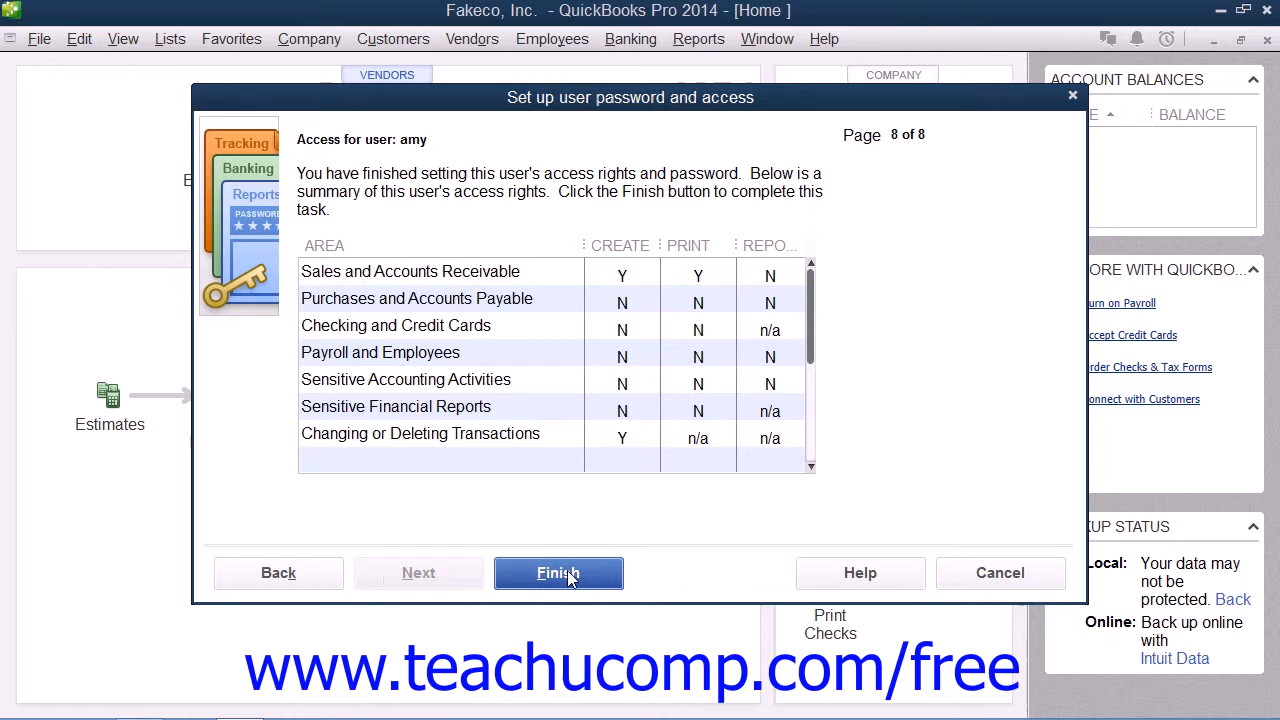 Fakeco, Inc. - QuickBooks Pro 2014 - [Home ]
File Edit View Lists Favorites Company Customers Vendors Employees Banking Reports Window Help
VENDORS
COMPANY
Estimates
Print
Checks
Set up user password and access
Tracking
Banking
Reports
PASSWOR
Access for user: amy
Page 8 of 8
You have finished setting this user's access rights and password. Below is a
summary of this user's access rights. Click the Finish button to complete this
task.
AREA CREATE PRINT REPO...
Sales and Accounts Receivable Y Y N
Purchases and Accounts Payable N N N
Checking and Credit Cards N N n/a
Payroll and Employees N N N
Sensitive Accounting Activities N N N
Sensitive Financial Reports N N n/a
Changing or Deleting Transactions Y n/a n/a
Back Next Finish Help Cancel
ACCOUNT BALANCES
E BALANCE
ORE WITH QUICKBO...
urn on Payroll
ccept Credit Cards
rder Checks & Tax Forms
onnect with Customers
KUP STATUS
Local: Your data may
not be
protected. Back
Online: Back up online
with
Intuit Data
www.teachucomp.com/free